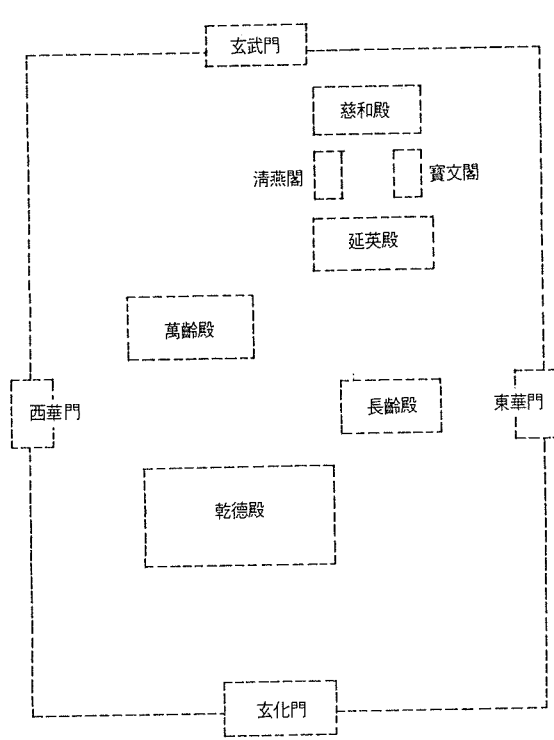 玄武門
慈和殿
清燕閣
寶文閣
延英殿
萬齡殿
長齡殿
西華門
東華門
乾德殿
玄化門